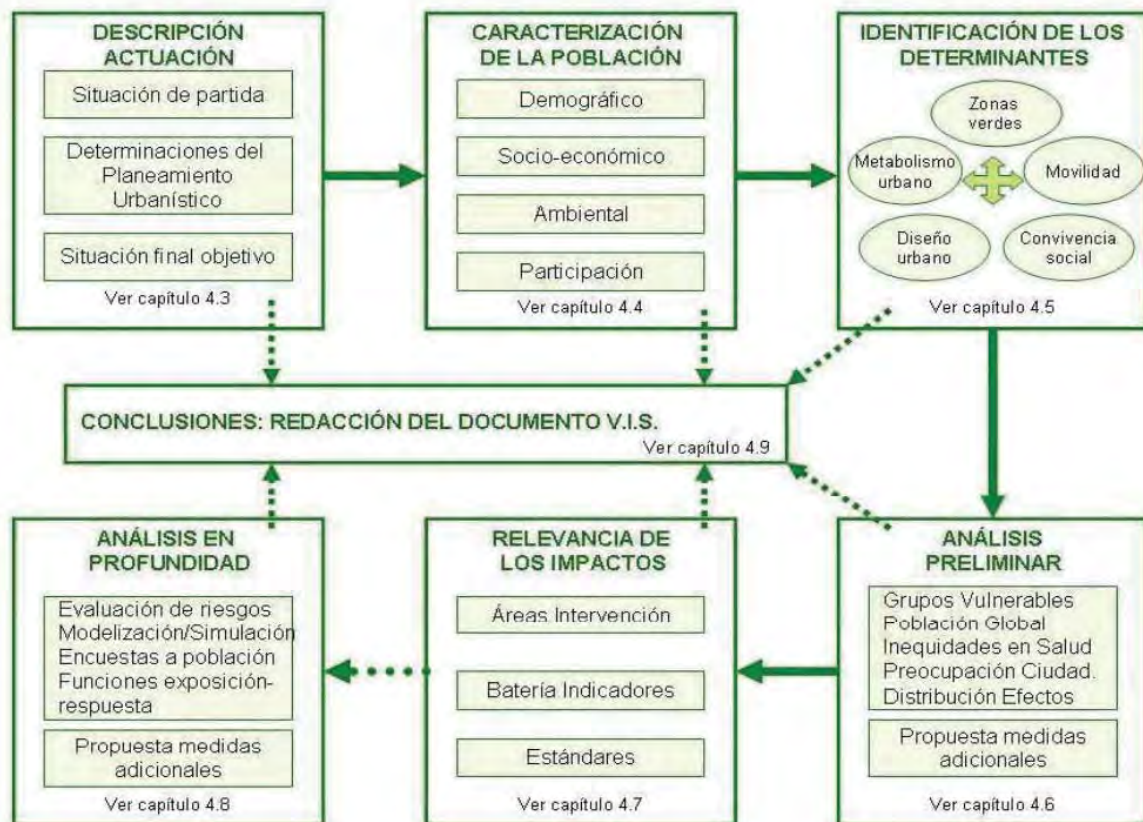 DESCRIPCIÓN
ACTUACIÓN
Situación de partida
Determinaciones del
Planeamiento
Urbanístico
Situación final objetivo
Ver capítulo 4.3
CARACTERIZACIÓN
DE LA POBLACIÓN
Demográfico
Socio-económico
Ambiental
Participación
Ver capítulo 4.4
IDENTIFICACIÓN DE LOS
DETERMINANTES
Zonas
verdes
Metabolismo
urbano
Movilidad
Diseño
urbano
Convivencia
social
Ver capítulo 4.5
CONCLUSIONES: REDACCIÓN DEL DOCUMENTO V.I.S.
Ver capítulo 4.9
ANÁLISIS EN
PROFUNDIDAD
Evaluación de riesgos
Modelización/Simulación
Encuestas a población
Funciones exposición-
respuesta
Propuesta medidas
adicionales
Ver capítulo 4.8
RELEVANCIA DE
LOS IMPACTOS
Áreas Intervención
Batería Indicadores
Estándares
Ver capítulo 4.7
ANÁLISIS
PRELIMINAR
Grupos Vulnerables
Población Global
Inequidades en Salud
Preocupación Ciudad.
Distribución Efectos
Propuesta medidas
adicionales
Ver capítulo 4.6